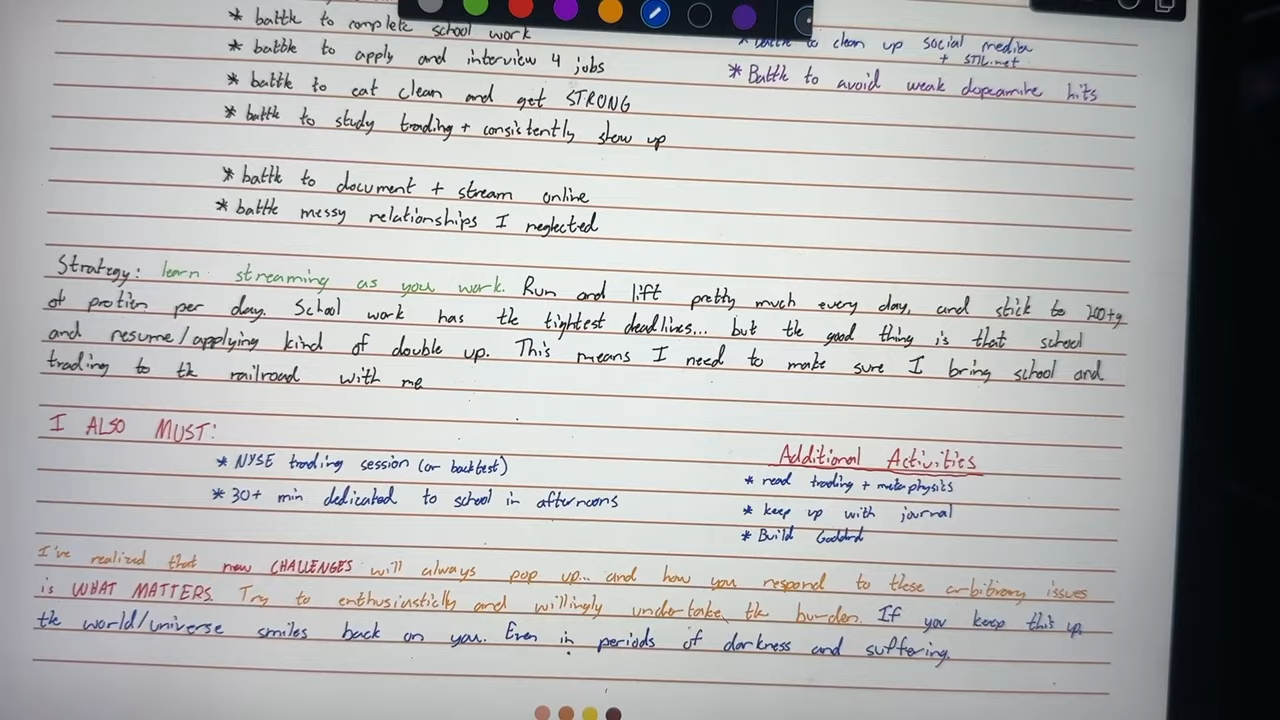 * battle to complete school work
* battle to apply and interview 4 jobs
* battle to eat clean and get STRONG
* battle to study trading + consistently show up
* battle to document + stream online
* battle messy relationships I neglected
to clean up social media
+ STL.net
* Battle to avoid weak dopeamine hits
Strategy: learn streaming as you work. Run and lift pretty much every day, and stick to 200+g
of protien per day. School work has the tightest deadlines... but the good thing is that school
and resume/applying kind of double up. This means I need to make sure I bring school and
trading to the railroad with me
I ALSO MUST:
* NYSE trading session (or backtest)
* 30+ min dedicated to school in afternoons
Additional Activities
* read trading + metaphysics
* keep up with journal
* Build
I've realized that new CHALLENGES will always pop up... and how you respond to these arbitrary issues
is WHAT MATTERS. Try to enthusiastically and willingly undertake the burden. If you keep this up,
the world/universe smiles back on you. Even in periods of darkness and suffering.